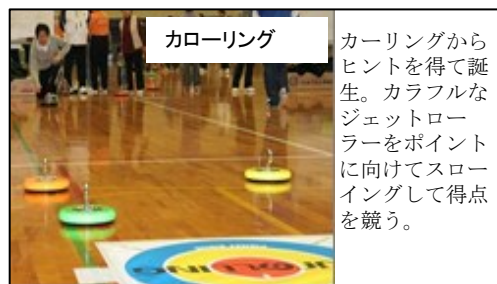 カローリング
カーリングから
ヒントを得て誕
生。カラフルな
ジェットロー
ラーをポイント
に向けてスロー
イングして得点
を競う。